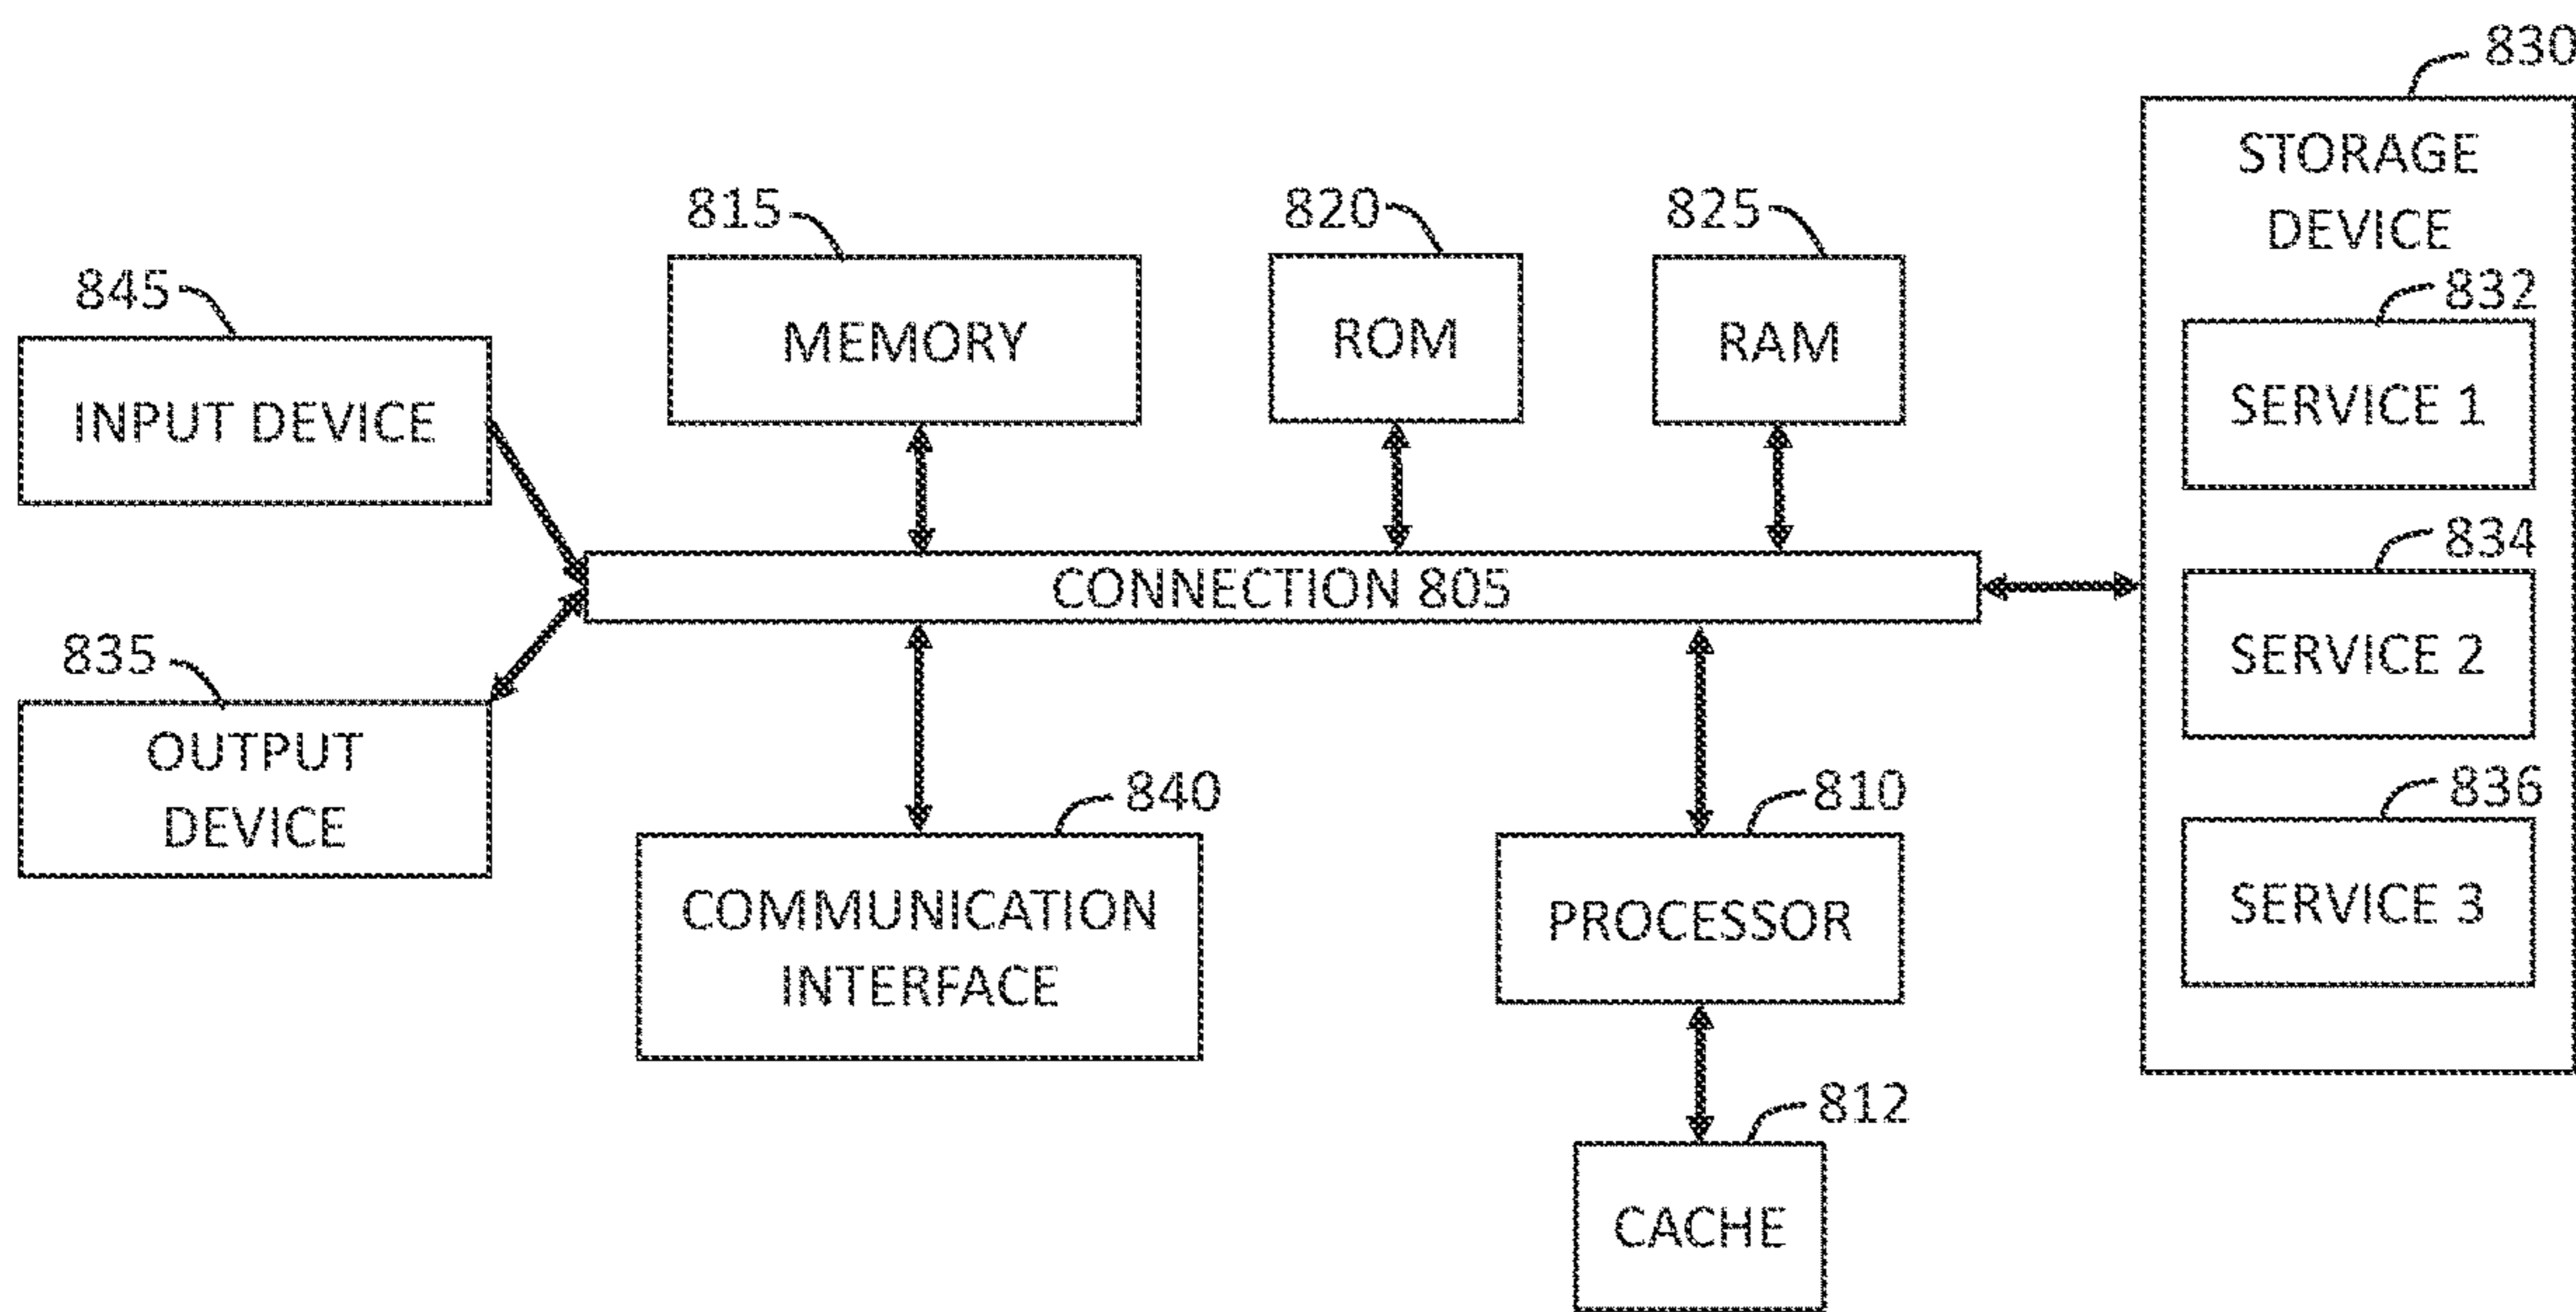 830
STORAGE
DEVICE
815
820
825
832
845
MEMORY
ROM
RAM
SERVICE 1
INPUT DEVICE
834
CONNECTION 805
835
SERVICE 2
OUTPUT
DEVICE
840
810
836
COMMUNICATION
INTERFACE
PROCESSOR
SERVICE 3
812
CACHE